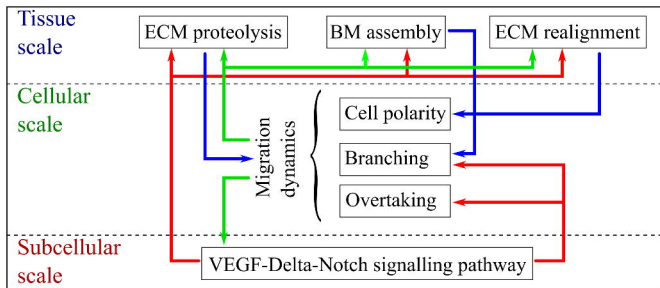 Tissue
scale
ECM proteolysis
BM assembly
ECM realignment
Cellular
scale
Migration
dynamics
Cell polarity
Branching
Overtaking
Subcellular
scale
VEGF-Delta-Notch signalling pathway